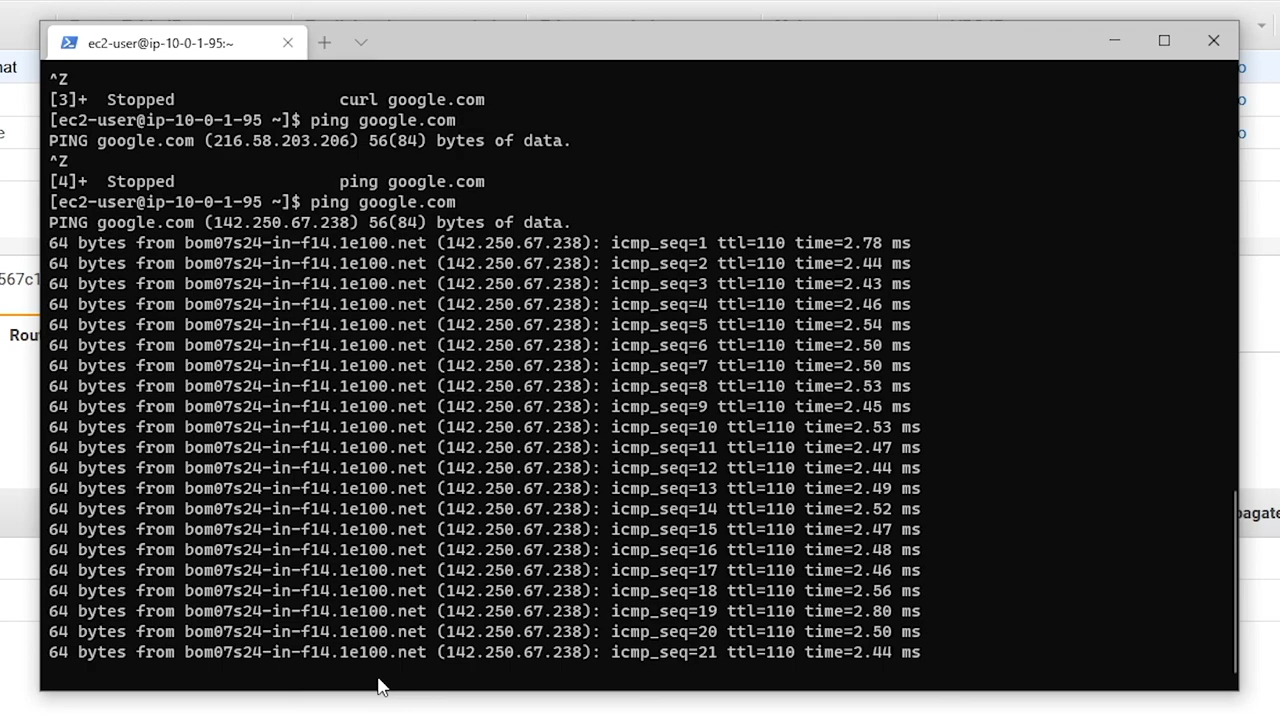 ec2-user@ip-10-0-1-95:~
^Z
[3]+  Stopped                 curl google.com
[ec2-user@ip-10-0-1-95 ~]$ ping google.com
PING google.com (216.58.203.206) 56(84) bytes of data.
^Z
[4]+  Stopped                 ping google.com
[ec2-user@ip-10-0-1-95 ~]$ ping google.com
PING google.com (142.250.67.238) 56(84) bytes of data.
64 bytes from bom07s24-in-f14.1e100.net (142.250.67.238): icmp_seq=1 ttl=110 time=2.78 ms
64 bytes from bom07s24-in-f14.1e100.net (142.250.67.238): icmp_seq=2 ttl=110 time=2.44 ms
64 bytes from bom07s24-in-f14.1e100.net (142.250.67.238): icmp_seq=3 ttl=110 time=2.43 ms
64 bytes from bom07s24-in-f14.1e100.net (142.250.67.238): icmp_seq=4 ttl=110 time=2.46 ms
64 bytes from bom07s24-in-f14.1e100.net (142.250.67.238): icmp_seq=5 ttl=110 time=2.54 ms
64 bytes from bom07s24-in-f14.1e100.net (142.250.67.238): icmp_seq=6 ttl=110 time=2.50 ms
64 bytes from bom07s24-in-f14.1e100.net (142.250.67.238): icmp_seq=7 ttl=110 time=2.50 ms
64 bytes from bom07s24-in-f14.1e100.net (142.250.67.238): icmp_seq=8 ttl=110 time=2.53 ms
64 bytes from bom07s24-in-f14.1e100.net (142.250.67.238): icmp_seq=9 ttl=110 time=2.45 ms
64 bytes from bom07s24-in-f14.1e100.net (142.250.67.238): icmp_seq=10 ttl=110 time=2.53 ms
64 bytes from bom07s24-in-f14.1e100.net (142.250.67.238): icmp_seq=11 ttl=110 time=2.47 ms
64 bytes from bom07s24-in-f14.1e100.net (142.250.67.238): icmp_seq=12 ttl=110 time=2.44 ms
64 bytes from bom07s24-in-f14.1e100.net (142.250.67.238): icmp_seq=13 ttl=110 time=2.49 ms
64 bytes from bom07s24-in-f14.1e100.net (142.250.67.238): icmp_seq=14 ttl=110 time=2.52 ms
64 bytes from bom07s24-in-f14.1e100.net (142.250.67.238): icmp_seq=15 ttl=110 time=2.47 ms
64 bytes from bom07s24-in-f14.1e100.net (142.250.67.238): icmp_seq=16 ttl=110 time=2.48 ms
64 bytes from bom07s24-in-f14.1e100.net (142.250.67.238): icmp_seq=17 ttl=110 time=2.46 ms
64 bytes from bom07s24-in-f14.1e100.net (142.250.67.238): icmp_seq=18 ttl=110 time=2.56 ms
64 bytes from bom07s24-in-f14.1e100.net (142.250.67.238): icmp_seq=19 ttl=110 time=2.80 ms
64 bytes from bom07s24-in-f14.1e100.net (142.250.67.238): icmp_seq=20 ttl=110 time=2.50 ms
64 bytes from bom07s24-in-f14.1e100.net (142.250.67.238): icmp_seq=21 ttl=110 time=2.44 ms